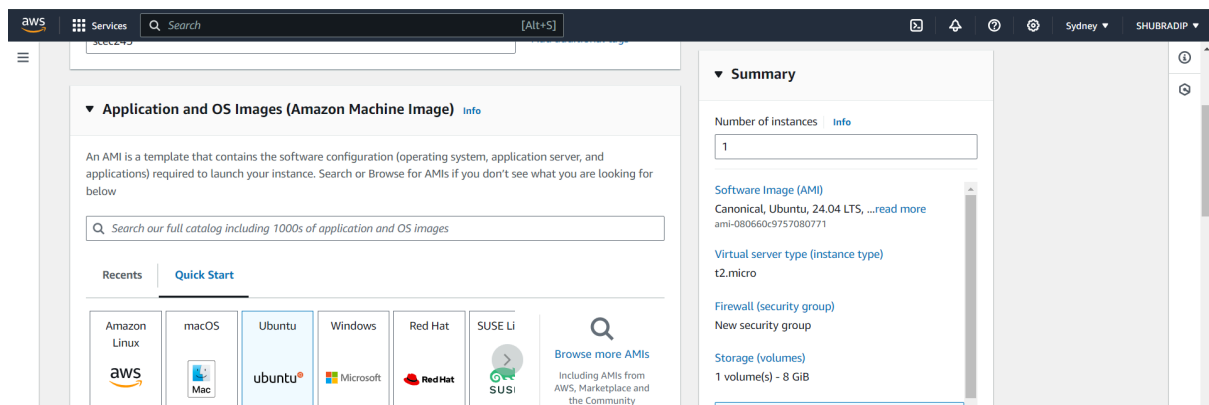 aws
Services
Search
[Alt+S]
Sydney
SHUBRADIP
Application and OS Images (Amazon Machine Image) Info
An AMI is a template that contains the software configuration (operating system, application server, and
applications) required to launch your instance. Search or Browse for AMIs if you don't see what you are looking for
below
Search our full catalog including 1000s of application and OS images
Recents
Quick Start
Amazon
Linux
aws
macOS
Mac
Ubuntu
ubuntu®
Windows
Microsoft
Red Hat
Red Hat
SUSE Li
SUS
Browse more AMIs
Including AMIs from
AWS, Marketplace and
the Community
Summary
Number of instances Info
1
Software Image (AMI)
Canonical, Ubuntu, 24.04 LTS, ...read more
ami-080660c9757080771
Virtual server type (instance type)
t2.micro
Firewall (security group)
New security group
Storage (volumes)
1 volume(s) - 8 GiB